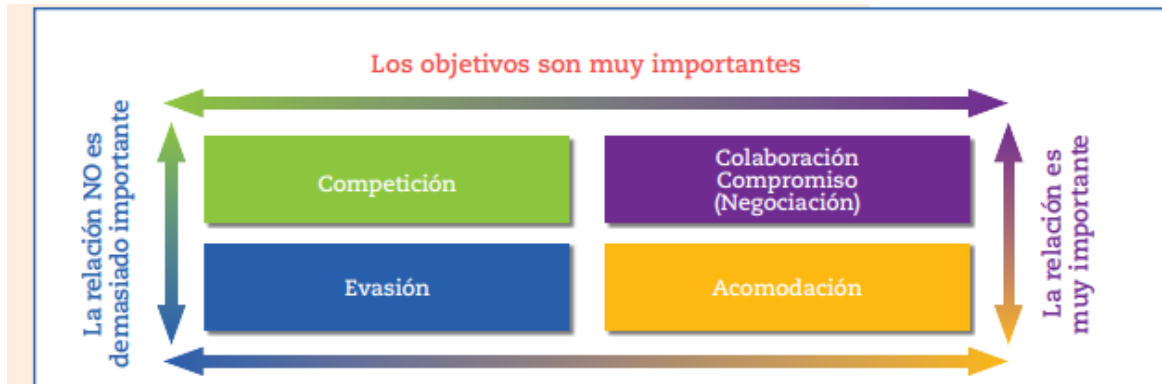 Los objetivos son muy importantes
La relación NO es
demasiado importante
Competición
Colaboración
Compromiso
(Negociación)
Evasión
Acomodación
La relación es
muy importante